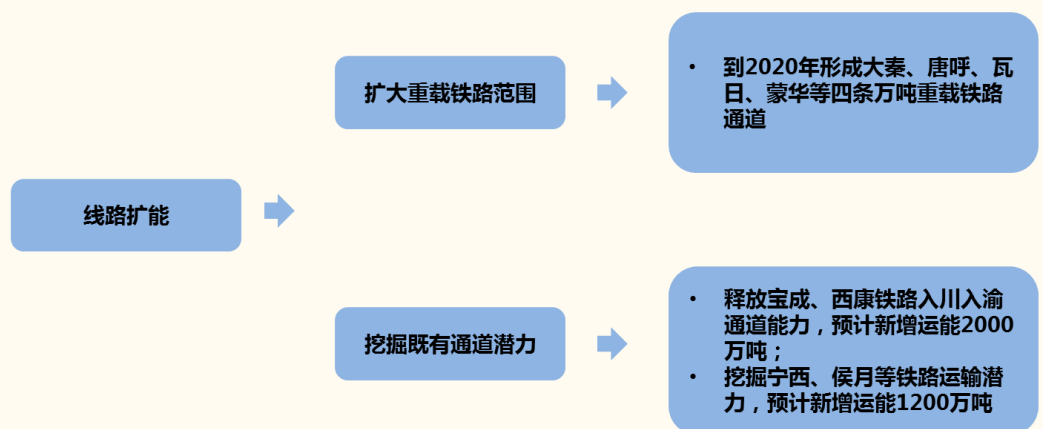 线路扩能
扩大重载铁路范围
• 到2020年形成大秦、唐呼、瓦
日、蒙华等四条万吨重载铁路
通道
挖掘既有通道潜力
• 释放宝成、西康铁路入川入渝
通道能力，预计新增运能2000
万吨；
• 挖掘宁西、侯月等铁路运输潜
力，预计新增运能1200万吨